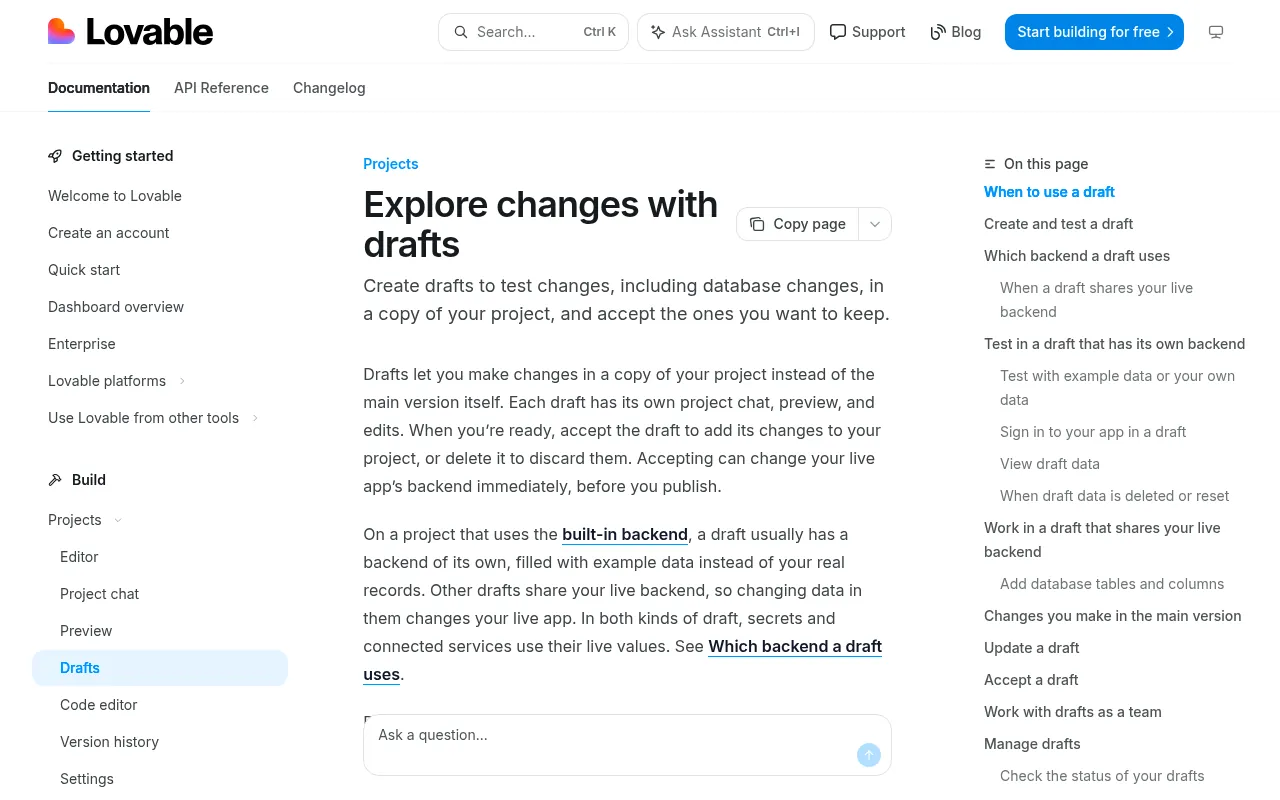 Lovable
Search...
Ctrl K
Ask Assistant
Ctrl+I
Support
Blog
Start building for free
Documentation
API Reference
Changelog
Getting started
Welcome to Lovable
Create an account
Quick start
Dashboard overview
Enterprise
Lovable platforms
Use Lovable from other tools
Build
Projects
Editor
Project chat
Preview
Drafts
Code editor
Version history
Settings
Projects
Explore changes with
drafts
Copy page
Create drafts to test changes, including database changes, in
a copy of your project, and accept the ones you want to keep.
Drafts let you make changes in a copy of your project instead of the
main version itself. Each draft has its own project chat, preview, and
edits. When you’re ready, accept the draft to add its changes to your
project, or delete it to discard them. Accepting can change your live
app’s backend immediately, before you publish.
On a project that uses the built-in backend, a draft usually has a
backend of its own, filled with example data instead of your real
records. Other drafts share your live backend, so changing data in
them changes your live app. In both kinds of draft, secrets and
connected services use their live values. See Which backend a draft
uses.
Ask a question...
On this page
When to use a draft
Create and test a draft
Which backend a draft uses
When a draft shares your live
backend
Test in a draft that has its own backend
Test with example data or your own
data
Sign in to your app in a draft
View draft data
When draft data is deleted or reset
Work in a draft that shares your live
backend
Add database tables and columns
Changes you make in the main version
Update a draft
Accept a draft
Work with drafts as a team
Manage drafts
Check the status of your drafts